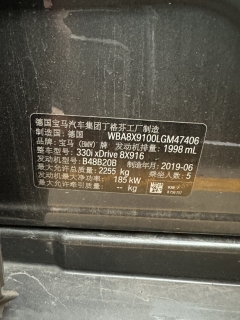 德国宝马汽车集团丁格芬工厂制造
制造国：德国 WBA8X9100LGM47406
品牌：宝马（BMW）牌 发动机排量：1998 mL
型号：330i xDrive 8X916
发动机型号：B48B20B 制造年月：2019-06
最大允许总质量：2255 kg 乘坐人数：5
发动机最大净功率：185 kW
最大允许牵引质量：